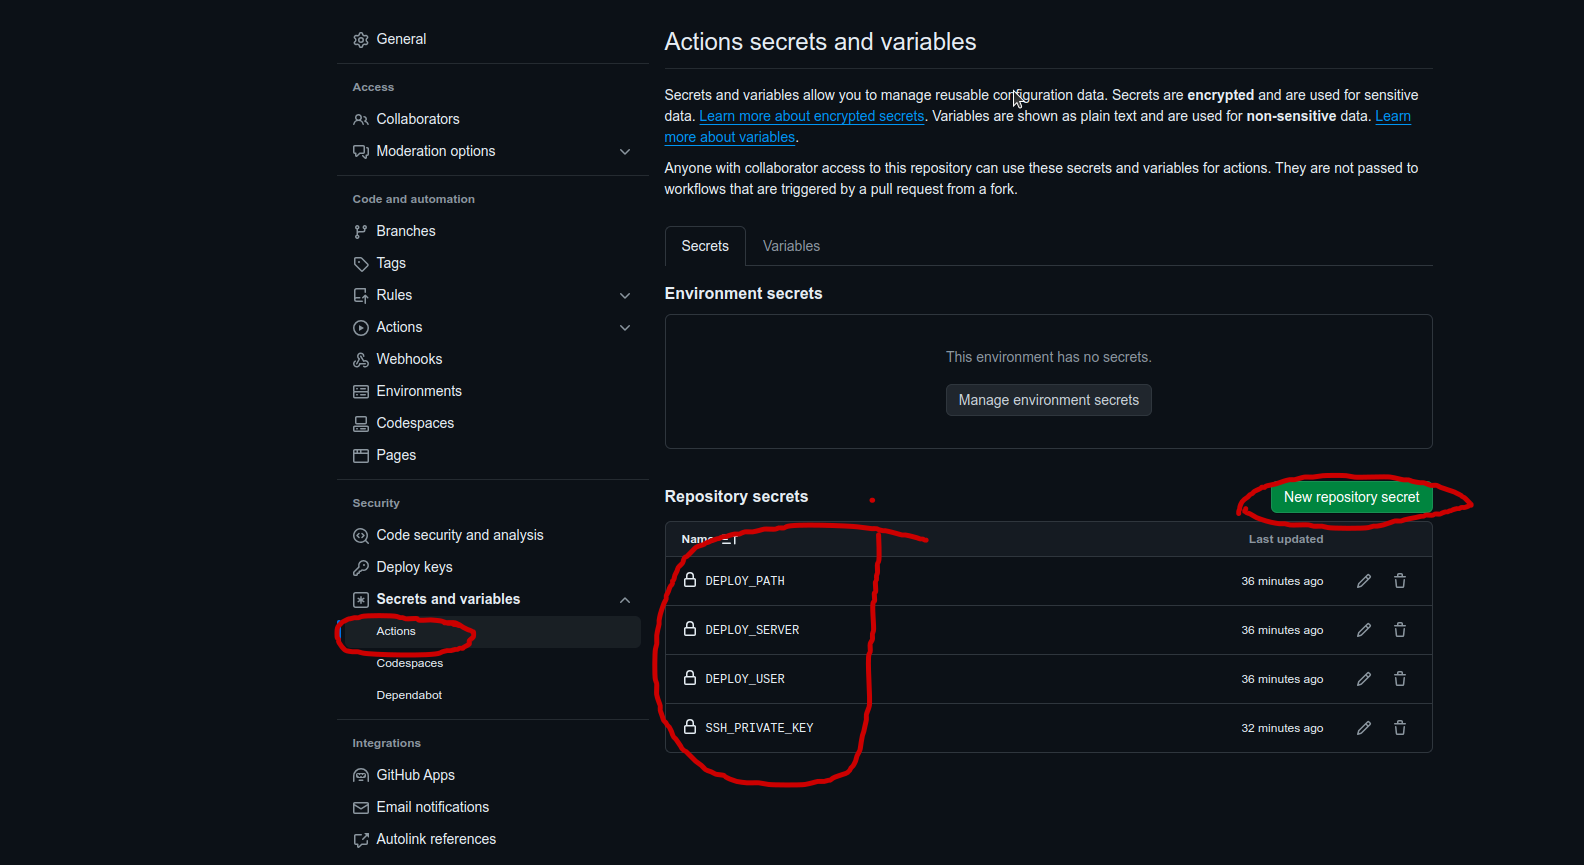 General
Access
Collaborators
Moderation options
Code and automation
Branches
Tags
Rules
Actions
Webhooks
Environments
Codespaces
Pages
Security
Code security and analysis
Deploy keys
Secrets and variables
Actions
Codespaces
Dependabot
Integrations
GitHub Apps
Email notifications
Autolink references
Actions secrets and variables
Secrets and variables allow you to manage reusable configuration data. Secrets are encrypted and are used for sensitive
data. Learn more about encrypted secrets. Variables are shown as plain text and are used for non-sensitive data. Learn
more about variables.
Anyone with collaborator access to this repository can use these secrets and variables for actions. They are not passed to
workflows that are triggered by a pull request from a fork.
Secrets Variables
Environment secrets
This environment has no secrets.
Manage environment secrets
Repository secrets New repository secret
Name Last updated
DEPLOY_PATH 36 minutes ago
DEPLOY_SERVER 36 minutes ago
DEPLOY_USER 36 minutes ago
SSH_PRIVATE_KEY 32 minutes ago